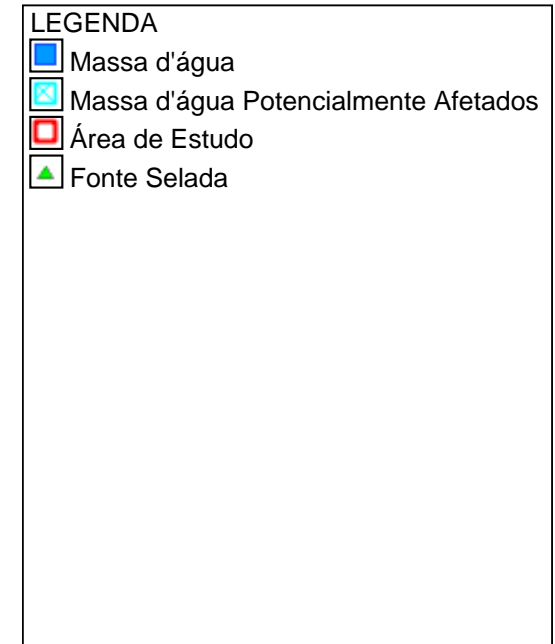 LEGENDA
Massa d'água
Massa d'água Potencialmente Afetados
Área de Estudo
Fonte Selada